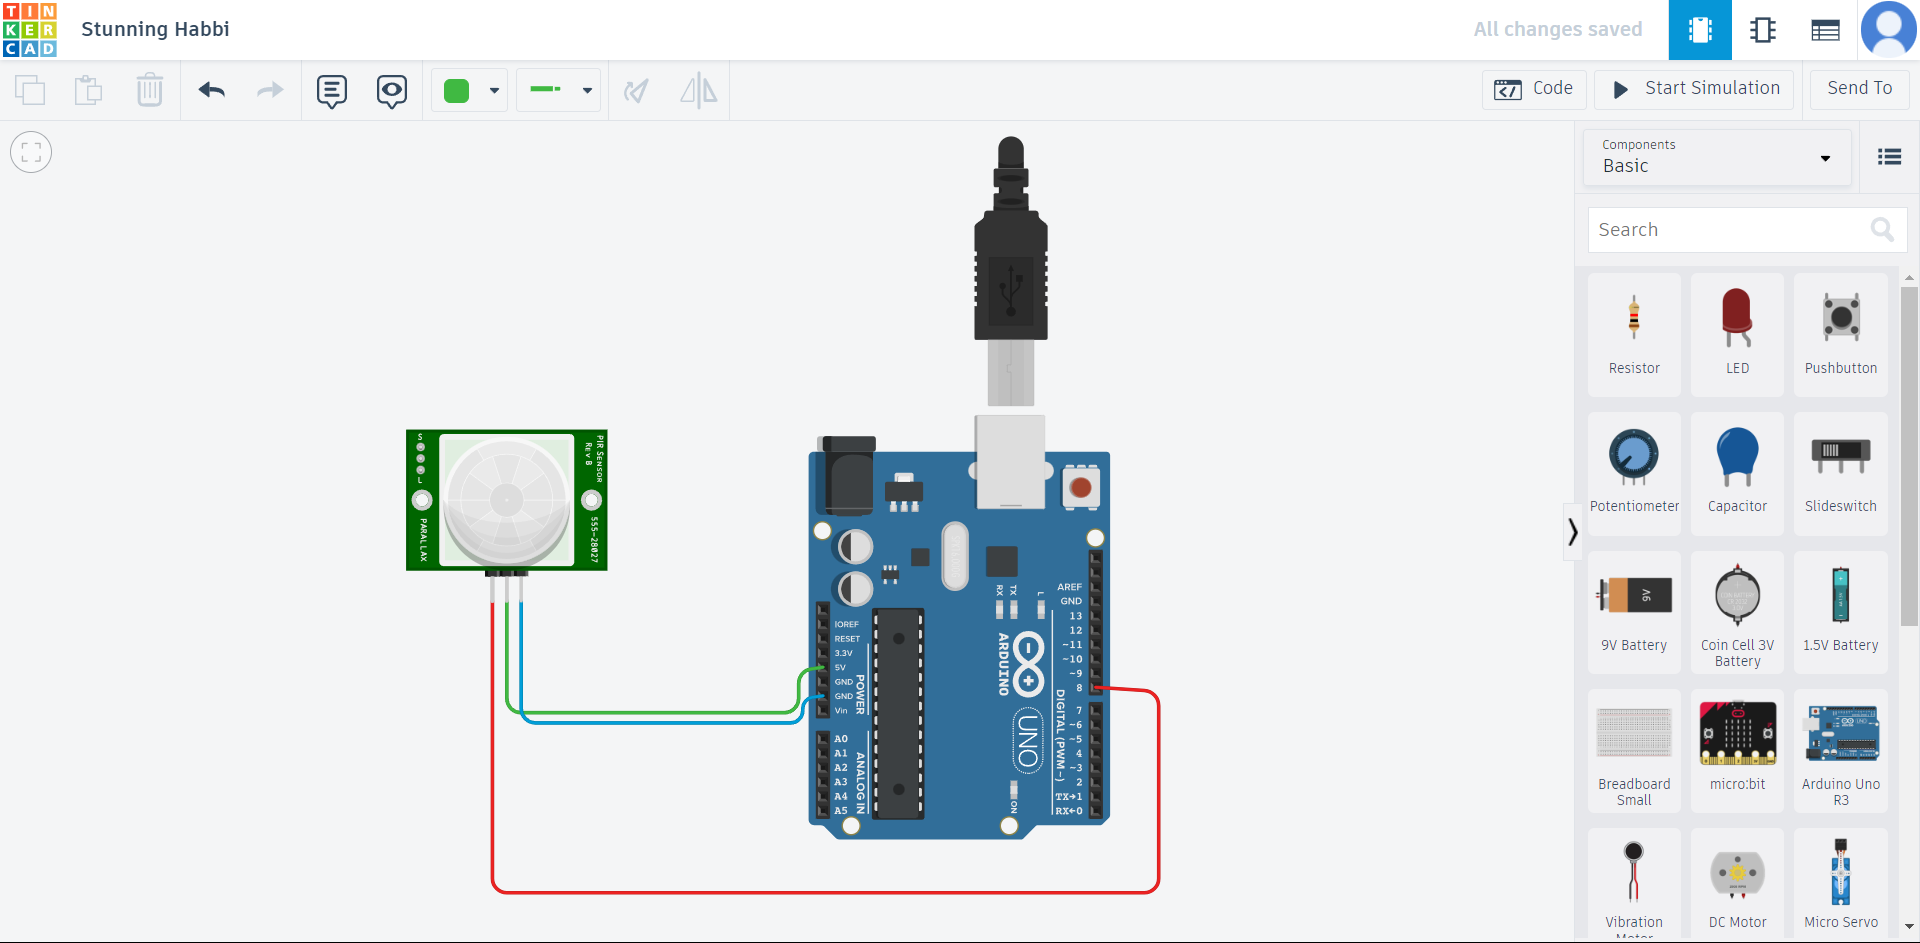 TIN
KER
CAD
Stunning Habbi
All changes saved
Code
Start Simulation
Send To
Components
Basic
Search
Resistor
LED
Pushbutton
Potentiometer
Capacitor
Slideswitch
9V
9V Battery
Coin Cell 3V
Battery
1.5V Battery
Breadboard
Small
micro:bit
Arduino Uno
R3
Vibration
DC Motor
Micro Servo
S
L
PIR SENSOR
REV B
PARALLAX
555-28027
IOREF
RESET
3.3V
5V
GND
GND
Vin
POWER
A0
A1
A2
A3
A4
A5
ANALOG IN
RX
TX
L
ARDUINO
UNO
ON
AREF
GND
13
12
~11
~10
~9
8
7
~6
~5
4
~3
2
TX→1
RX←0
DIGITAL (PWM~)